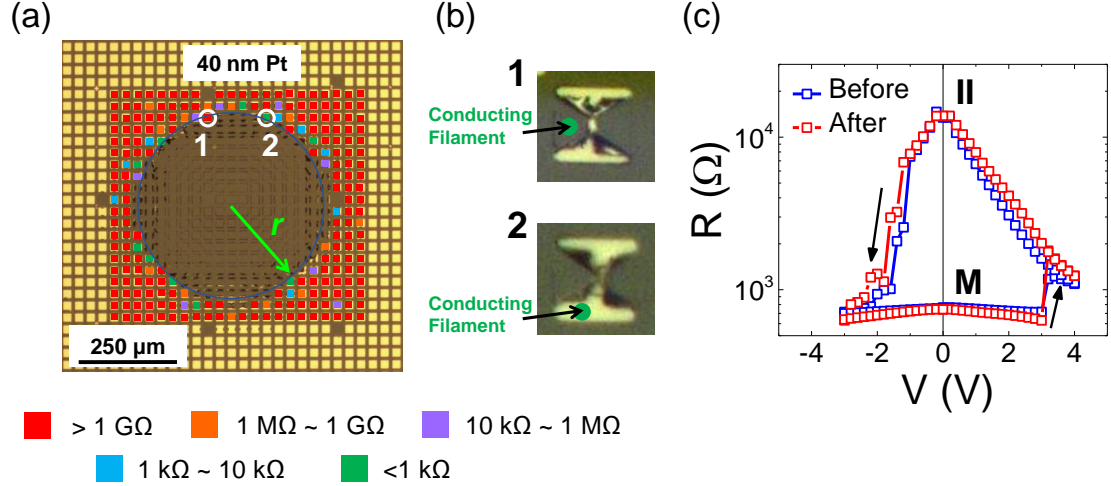 (a)
40 nm Pt
1
2
r
250 μm
> 1 GΩ
1 MΩ ~ 1 GΩ
10 kΩ ~ 1 MΩ
1 kΩ ~ 10 kΩ
<1 kΩ
(b)
1
Conducting
Filament
2
Conducting
Filament
(c)
Before
After
II
M
R (Ω)
10⁴
10³
-4
-2
0
2
4
V (V)